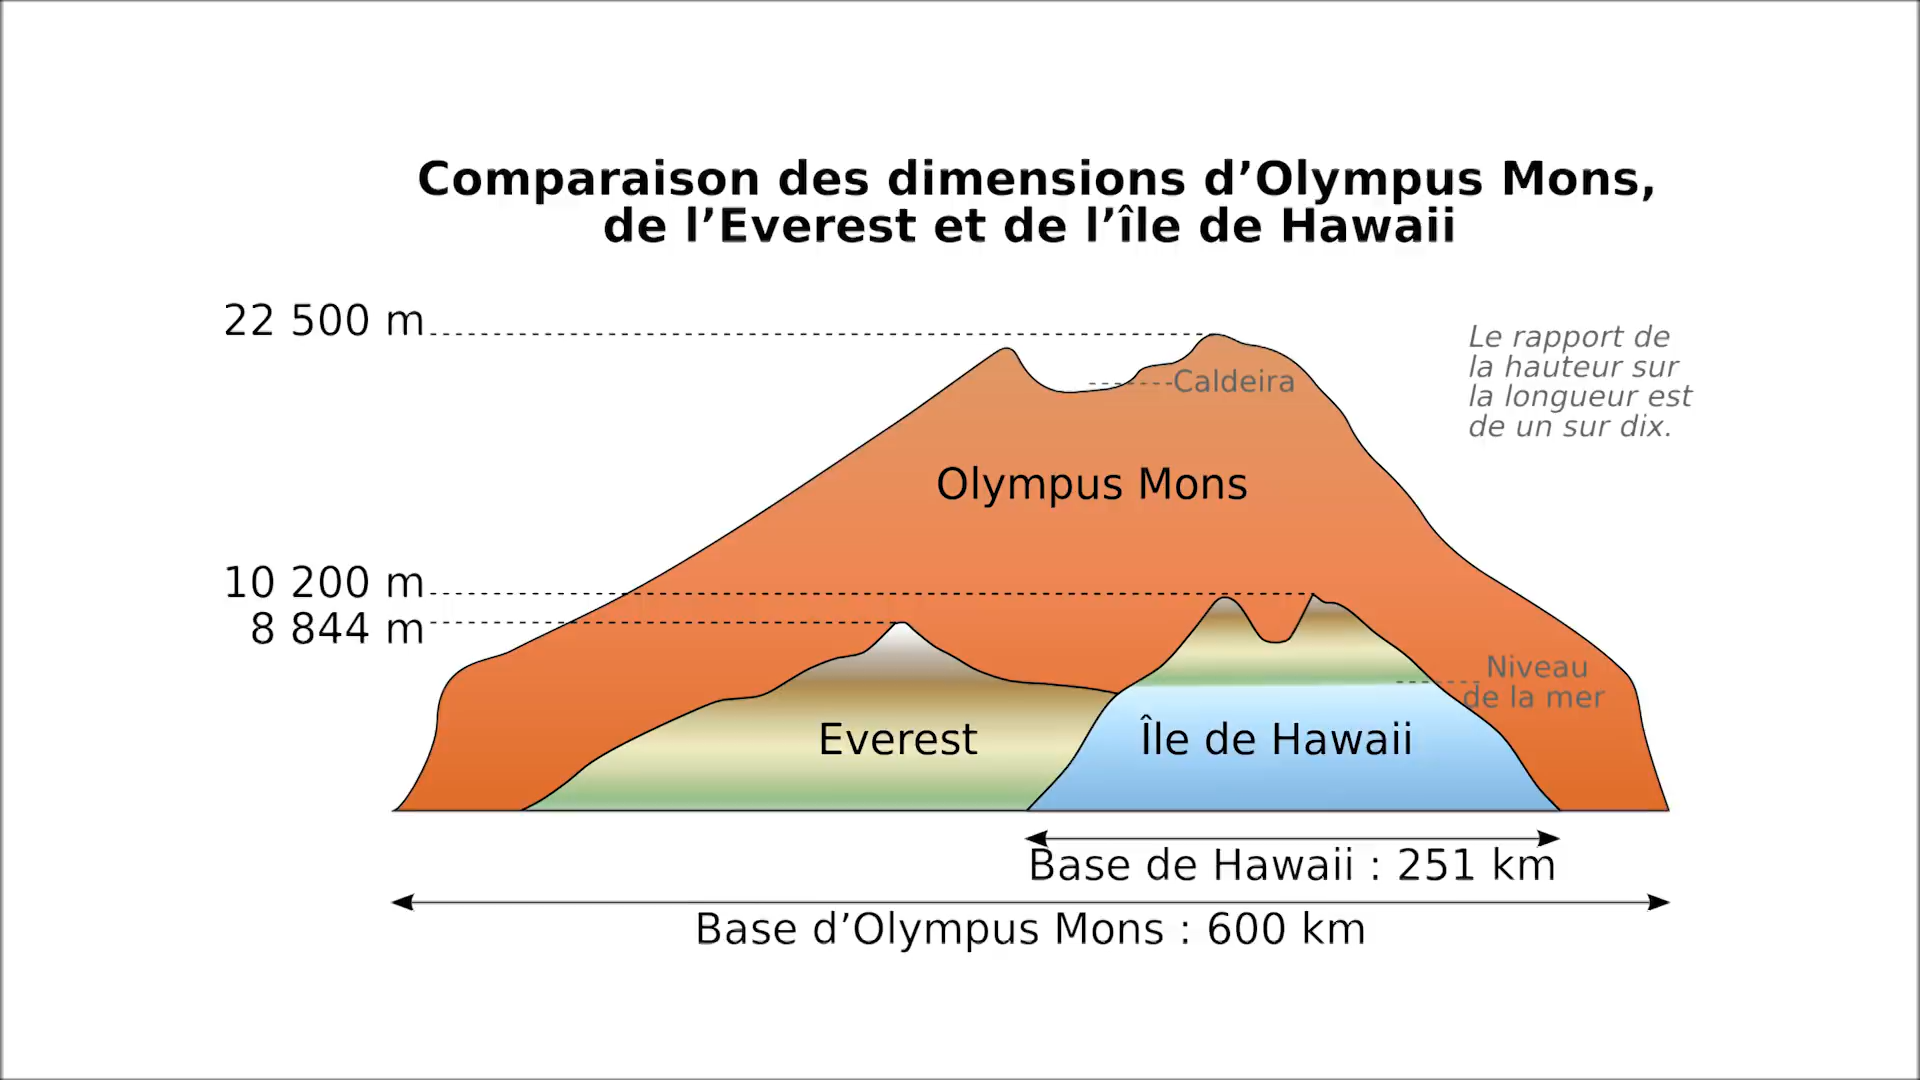 Comparaison des dimensions d’Olympus Mons,
de l’Everest et de l’île de Hawaii
22 500 m
Le rapport de
la hauteur sur
la longueur est
de un sur dix.
Caldeira
Olympus Mons
10 200 m
8 844 m
Niveau
de la mer
Everest
Île de Hawaii
Base de Hawaii : 251 km
Base d’Olympus Mons : 600 km